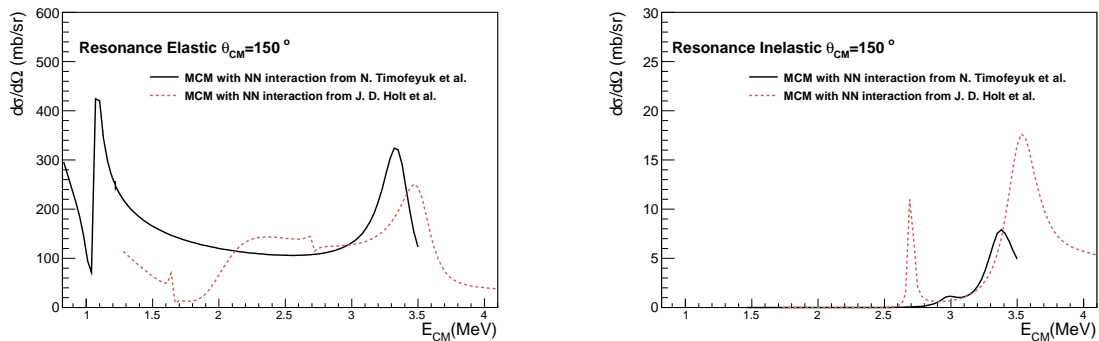 600
500
400
300
200
100
0
dσ/dΩ (mb/sr)
Resonance Elastic θCM=150 °
MCM with NN interaction from N. Timofeyuk et al.
MCM with NN interaction from J. D. Holt et al.
1 1.5 2 2.5 3 3.5 4
ECM(MeV)
30
25
20
15
10
5
0
dσ/dΩ (mb/sr)
Resonance Inelastic θCM=150 °
MCM with NN interaction from N. Timofeyuk et al.
MCM with NN interaction from J. D. Holt et al.
1 1.5 2 2.5 3 3.5 4
ECM(MeV)